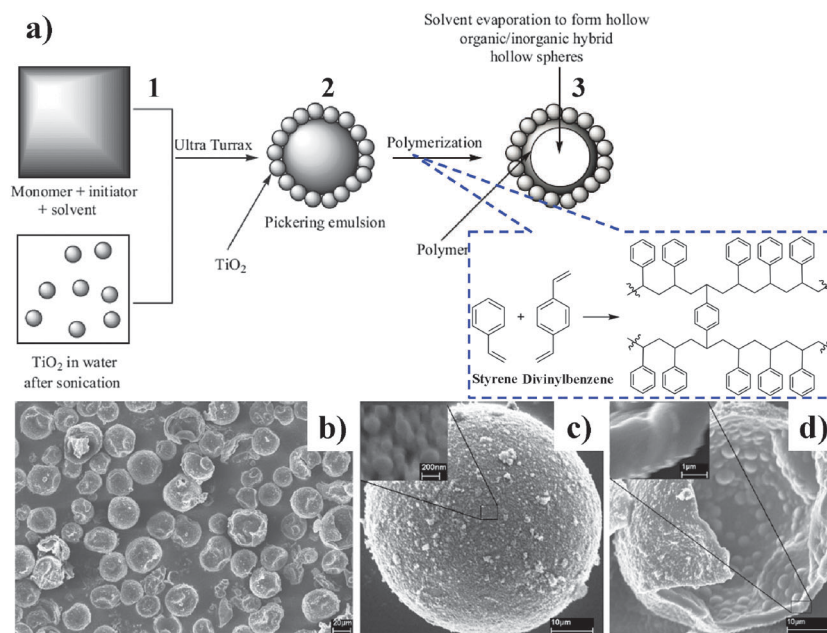 a)
Solvent evaporation to form hollow
organic/inorganic hybrid
hollow spheres
1
2
3
Ultra Turrax
Polymerization
Monomer + initiator
+ solvent
Pickering emulsion
TiO₂
Polymer
TiO₂ in water
after sonication
+
Styrene Divinylbenzene
b)
20µm
c)
200nm
10µm
d)
1µm
10µm